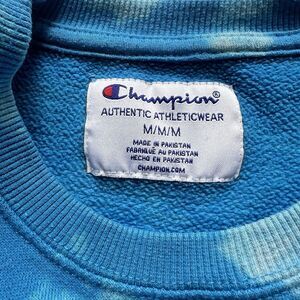 Champion®
AUTHENTIC ATHLETICWEAR
M/M/M
MADE IN PAKISTAN
FABRIQUÉ AU PAKISTAN
HECHO EN PAKISTAN
CHAMPION.COM